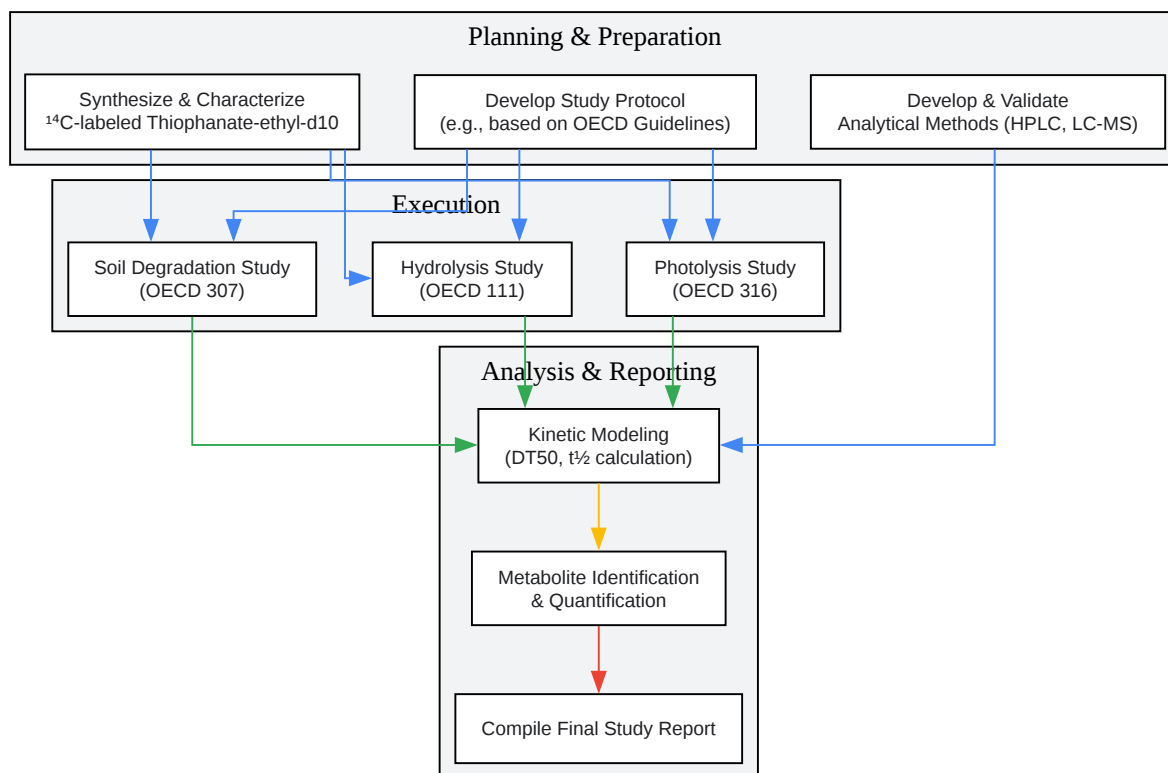 Planning & Preparation
Synthesize & Characterize
¹⁴C-labeled Thiophanate-ethyl-d10
Develop Study Protocol
(e.g., based on OECD Guidelines)
Develop & Validate
Analytical Methods (HPLC, LC-MS)
Execution
Soil Degradation Study
(OECD 307)
Hydrolysis Study
(OECD 111)
Photolysis Study
(OECD 316)
Analysis & Reporting
Kinetic Modeling
(DT50, t½ calculation)
Metabolite Identification
& Quantification
Compile Final Study Report